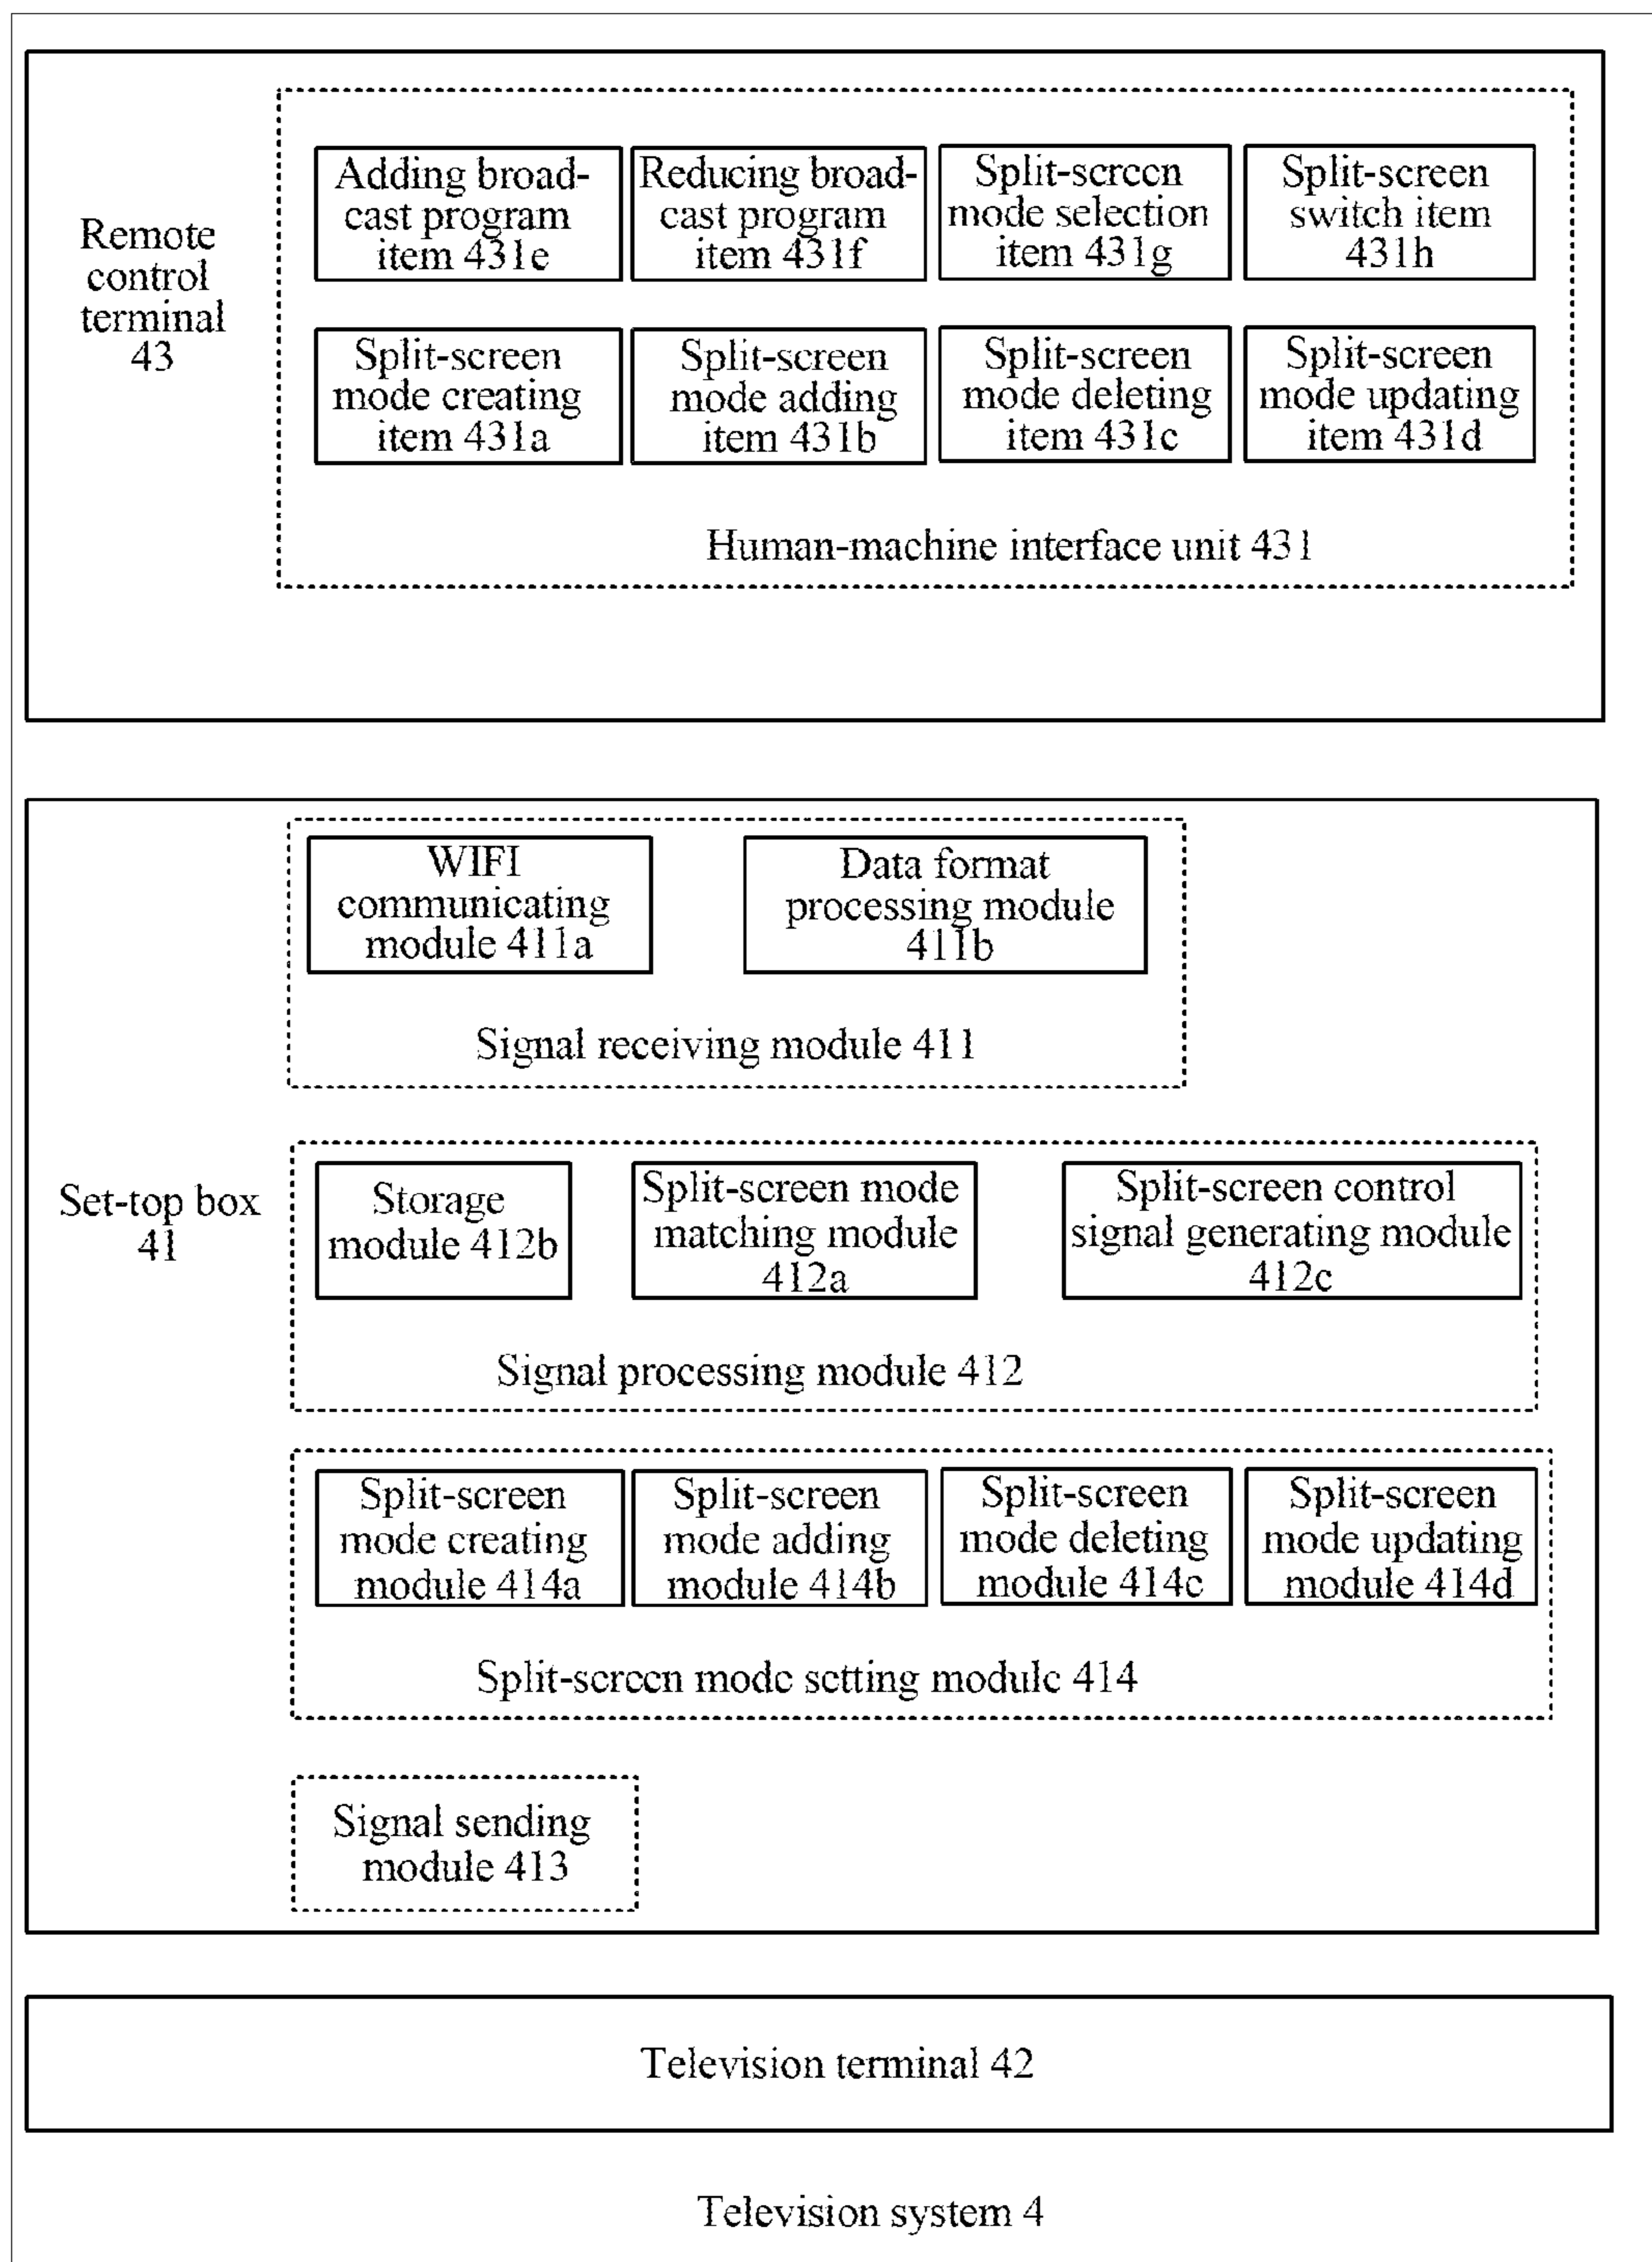 Remote
control
terminal
43
Adding broad-
cast program
item 431e
Reducing broad-
cast program
item 431f
Split-screen
mode selection
item 431g
Split-screen
switch item
431h
Split-screen
mode creating
item 431a
Split-screen
mode adding
item 431b
Split-screen
mode deleting
item 431c
Split-screen
mode updating
item 431d
Human-machine interface unit 431
Set-top box
41
WIFI
communicating
module 411a
Data format
processing module
411b
Signal receiving module 411
Storage
module 412b
Split-screen mode
matching module
412a
Split-screen control
signal generating module
412c
Signal processing module 412
Split-screen
mode creating
module 414a
Split-screen
mode adding
module 414b
Split-screen
mode deleting
module 414c
Split-screen
mode updating
module 414d
Split-screen mode setting module 414
Signal sending
module 413
Television terminal 42
Television system 4